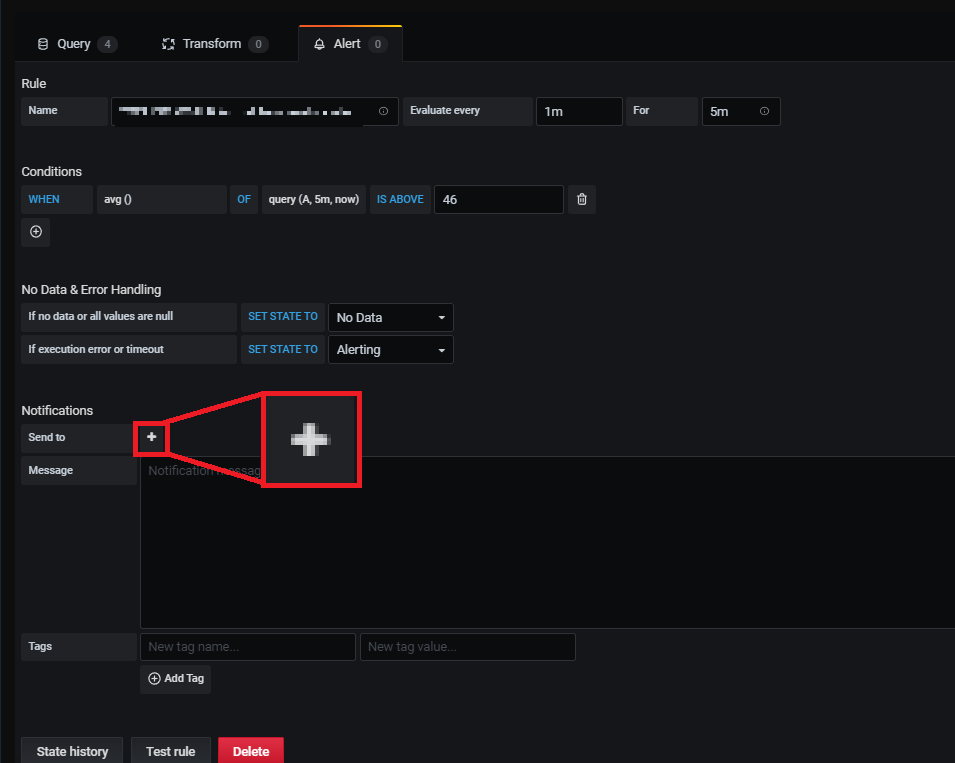 Query 4 Transform 0 Alert 0
Rule
Name Evaluate every 1m For 5m
Conditions
WHEN avg () OF query (A, 5m, now) IS ABOVE 46
No Data & Error Handling
If no data or all values are null SET STATE TO No Data
If execution error or timeout SET STATE TO Alerting
Notifications
Send to +
+
Message Notification messag
Tags New tag name... New tag value...
Add Tag
State history Test rule Delete